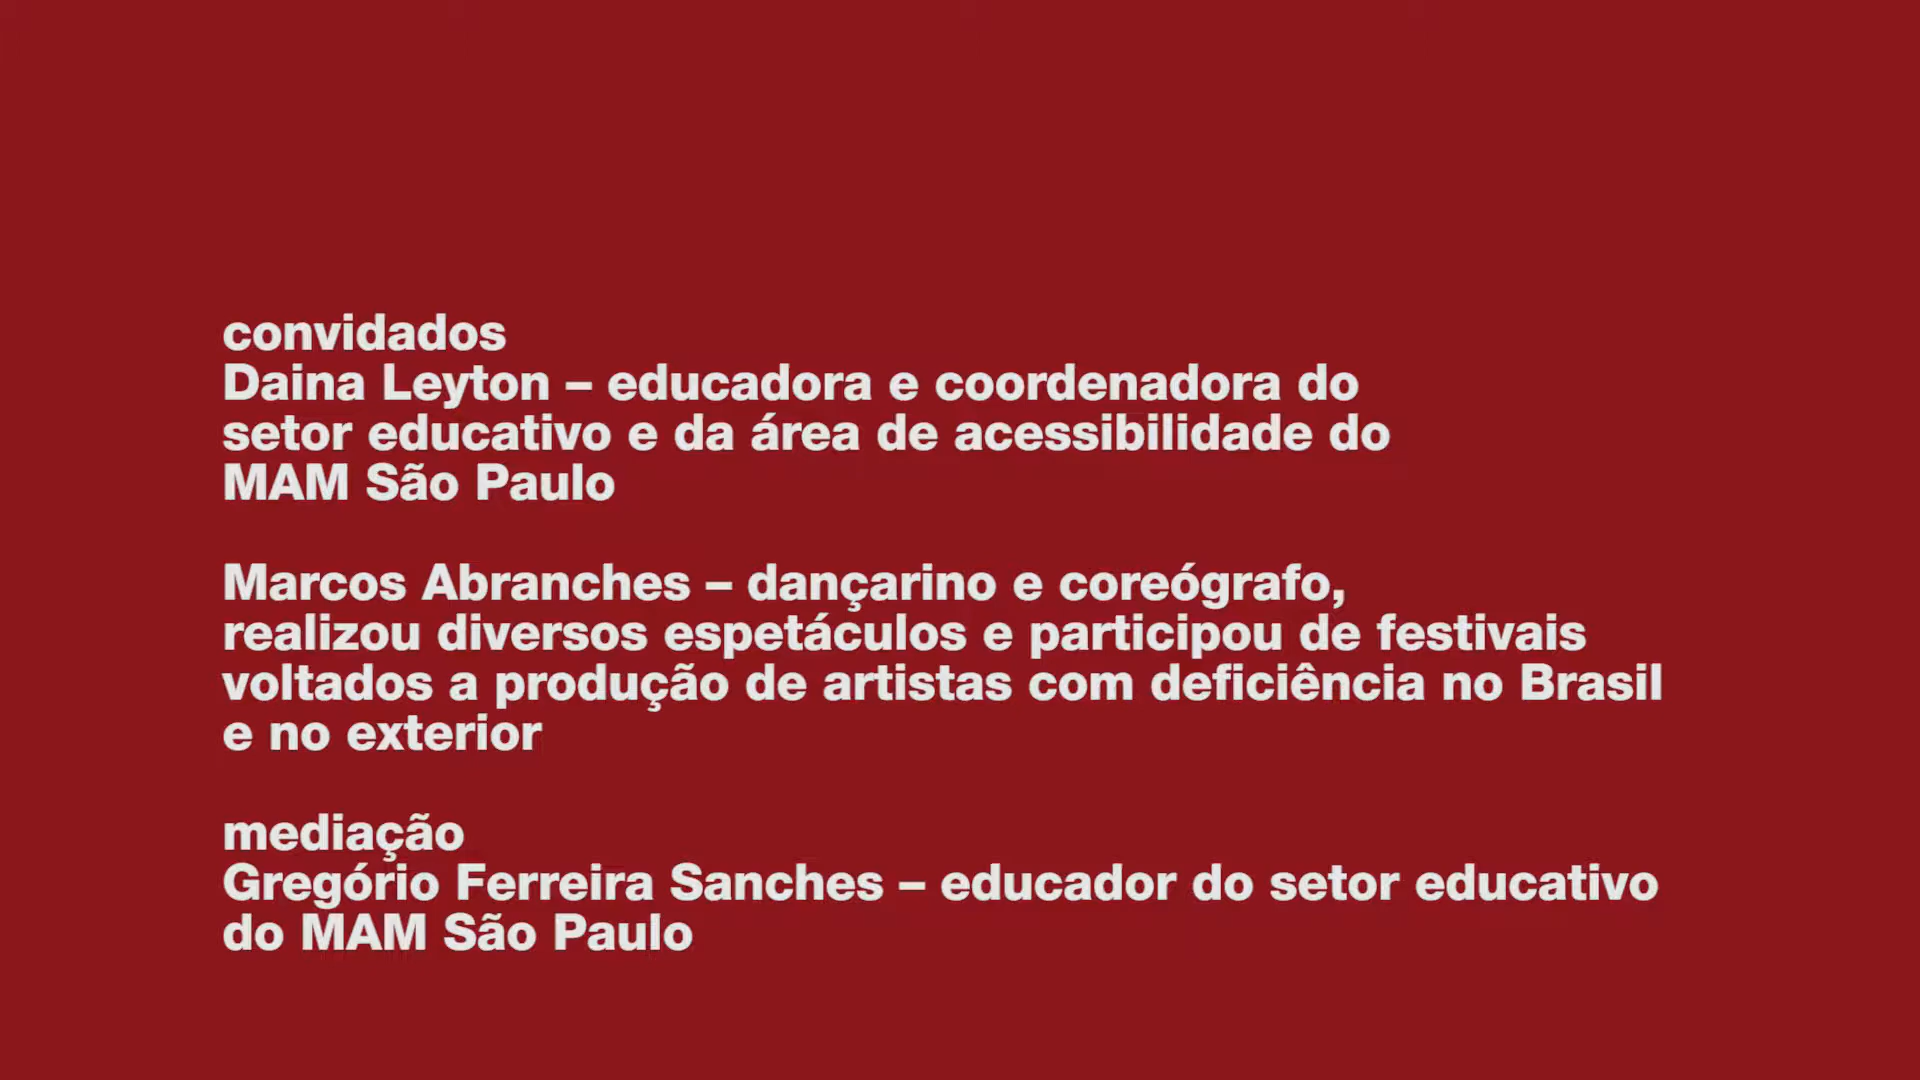 convidados
Daina Leyton – educadora e coordenadora do
setor educativo e da área de acessibilidade do
MAM São Paulo
Marcos Abranches – dançarino e coreógrafo,
realizou diversos espetáculos e participou de festivais
voltados a produção de artistas com deficiência no Brasil
e no exterior
mediação
Gregório Ferreira Sanches – educador do setor educativo
do MAM São Paulo